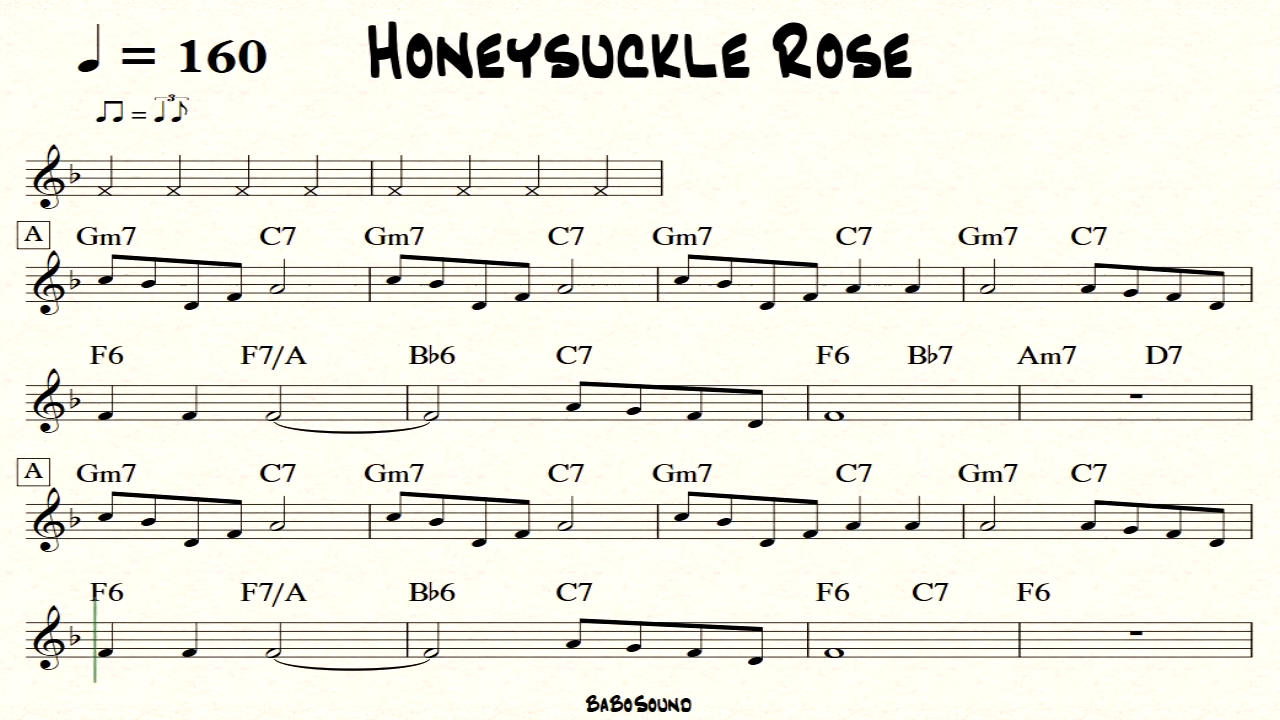 ♩ = 160 HONEYSUCKLE ROSE
♫ = ♩♪ 3
A Gm7 C7 Gm7 C7 Gm7 C7 Gm7 C7
F6 F7/A B♭6 C7 F6 B♭7 Am7 D7
A Gm7 C7 Gm7 C7 Gm7 C7 Gm7 C7
F6 F7/A B♭6 C7 F6 C7 F6
BABOSOUND